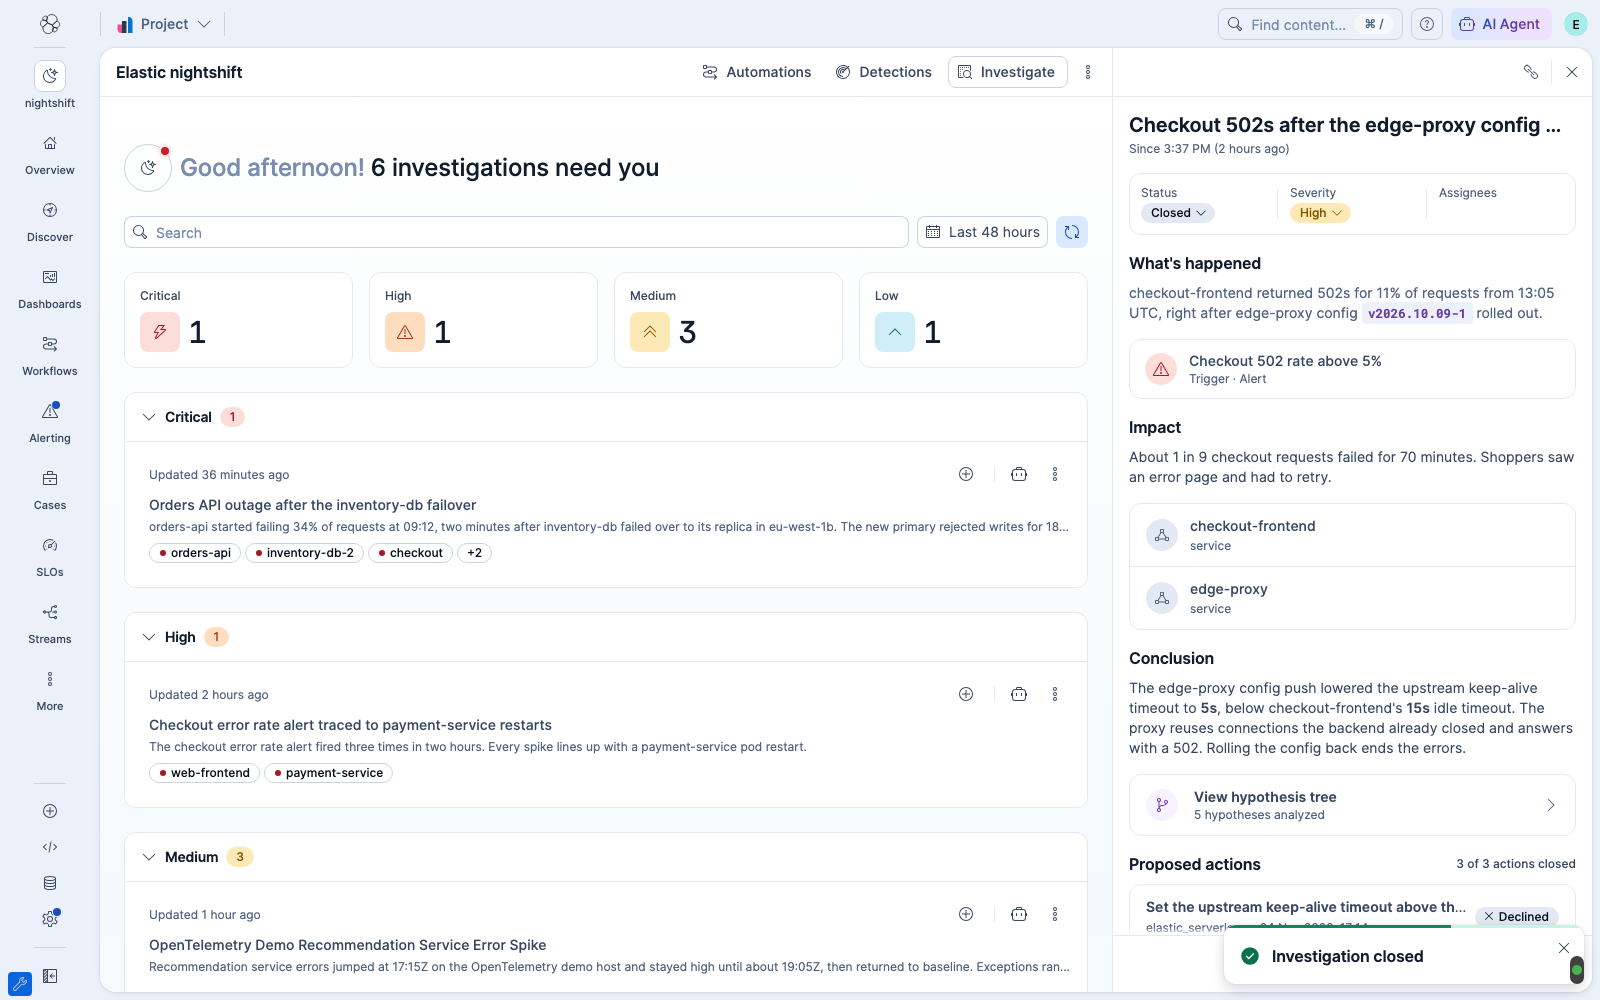 Project
Find content...
⌘ /
AI Agent
E
nightshift
Overview
Discover
Dashboards
Workflows
Alerting
Cases
SLOs
Streams
More
Elastic nightshift
Automations
Detections
Investigate
Good afternoon! 6 investigations need you
Search
Last 48 hours
Critical
1
High
1
Medium
3
Low
1
Critical 1
Updated 36 minutes ago
Orders API outage after the inventory-db failover
orders-api started failing 34% of requests at 09:12, two minutes after inventory-db failed over to its replica in eu-west-1b. The new primary rejected writes for 18...
orders-api
inventory-db-2
checkout
+2
High 1
Updated 2 hours ago
Checkout error rate alert traced to payment-service restarts
The checkout error rate alert fired three times in two hours. Every spike lines up with a payment-service pod restart.
web-frontend
payment-service
Medium 3
Updated 1 hour ago
OpenTelemetry Demo Recommendation Service Error Spike
Recommendation service errors jumped at 17:15Z on the OpenTelemetry demo host and stayed high until about 19:05Z, then returned to baseline. Exceptions ran...
Checkout 502s after the edge-proxy config ...
Since 3:37 PM (2 hours ago)
Status
Closed
Severity
High
Assignees
What's happened
checkout-frontend returned 502s for 11% of requests from 13:05
UTC, right after edge-proxy config v2026.10.09-1 rolled out.
Checkout 502 rate above 5%
Trigger · Alert
Impact
About 1 in 9 checkout requests failed for 70 minutes. Shoppers saw
an error page and had to retry.
checkout-frontend
service
edge-proxy
service
Conclusion
The edge-proxy config push lowered the upstream keep-alive
timeout to 5s, below checkout-frontend's 15s idle timeout. The
proxy reuses connections the backend already closed and answers
with a 502. Rolling the config back ends the errors.
View hypothesis tree
5 hypotheses analyzed
Proposed actions
3 of 3 actions closed
Set the upstream keep-alive timeout above th...
Declined
Investigation closed